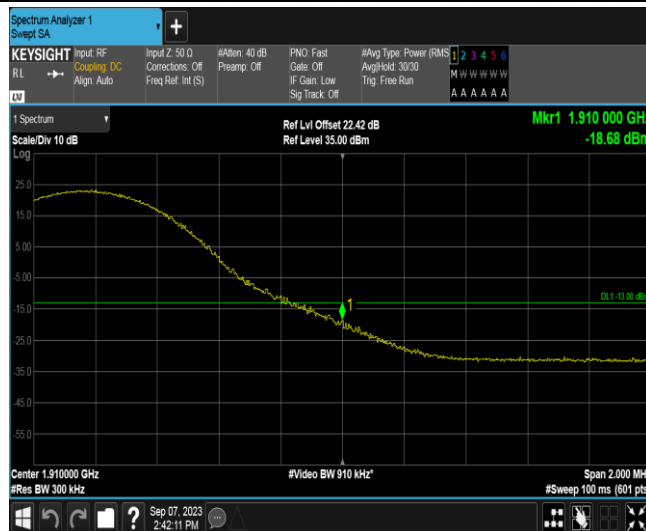 Spectrum Analyzer 1
Swept SA
+
KEYSIGHT Input: RF Input Z: 50 Ω #Atten: 40 dB PNO: Fast #Avg Type: Power (RMS 1 2 3 4 5 6
RL Coupling: DC Corrections: Off Preamp: Off Gate: Off Avg|Hold: 30/30 M W W W W W
Align: Auto Freq Ref: Int (S) IF Gain: Low Trig: Free Run
Sig Track: Off A A A A A A
LXI
1 Spectrum Ref Lvl Offset 22.42 dB Mkr1 1.910 000 GHz
Scale/Div 10 dB Ref Level 35.00 dBm -18.68 dBm
Log
25.0
15.0
5.00
-5.00
DL1 -13.00 dBm
1
-15.0
-25.0
-35.0
-45.0
-55.0
Center 1.910000 GHz #Video BW 910 kHz* Span 2.000 MH
#Res BW 300 kHz #Sweep 100 ms (601 pts
? Sep 07, 2023
2:42:11 PM